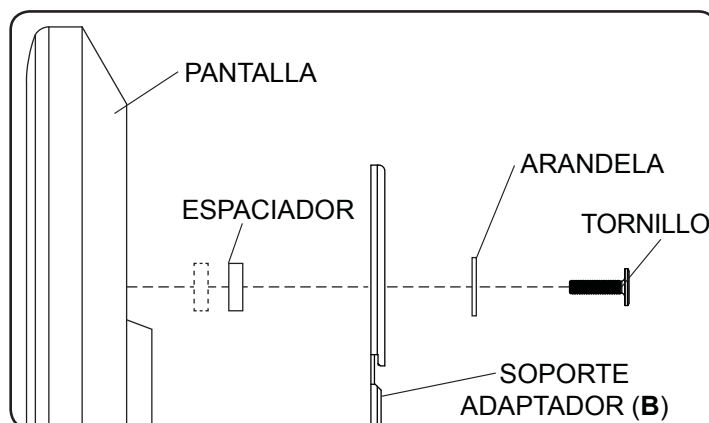 PANTALLA
ARANDELA
ESPACIADOR
TORNILLO
SOPORTE
ADAPTADOR (B)